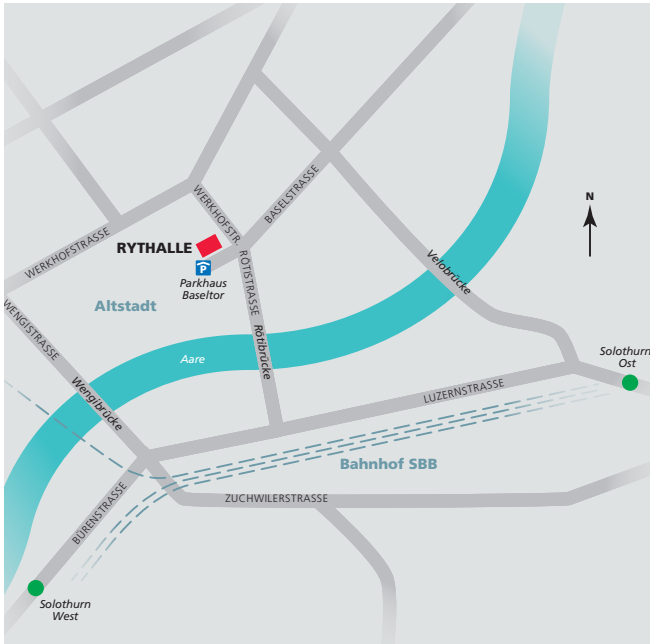 N
WERKHOFSTR.
BASELSTRASSE
WERKHOFSTRASSE
RYTHALLE
P
Parkhaus
Baseltor
RÖTISTRASSE
Velobrücke
Altstadt
WENGISTRASSE
Aare
Rötibrücke
Solothurn
Ost
Wengibrücke
LUZERNSTRASSE
Bahnhof SBB
ZUCHWILERSTRASSE
BÜRENSTRASSE
Solothurn
West